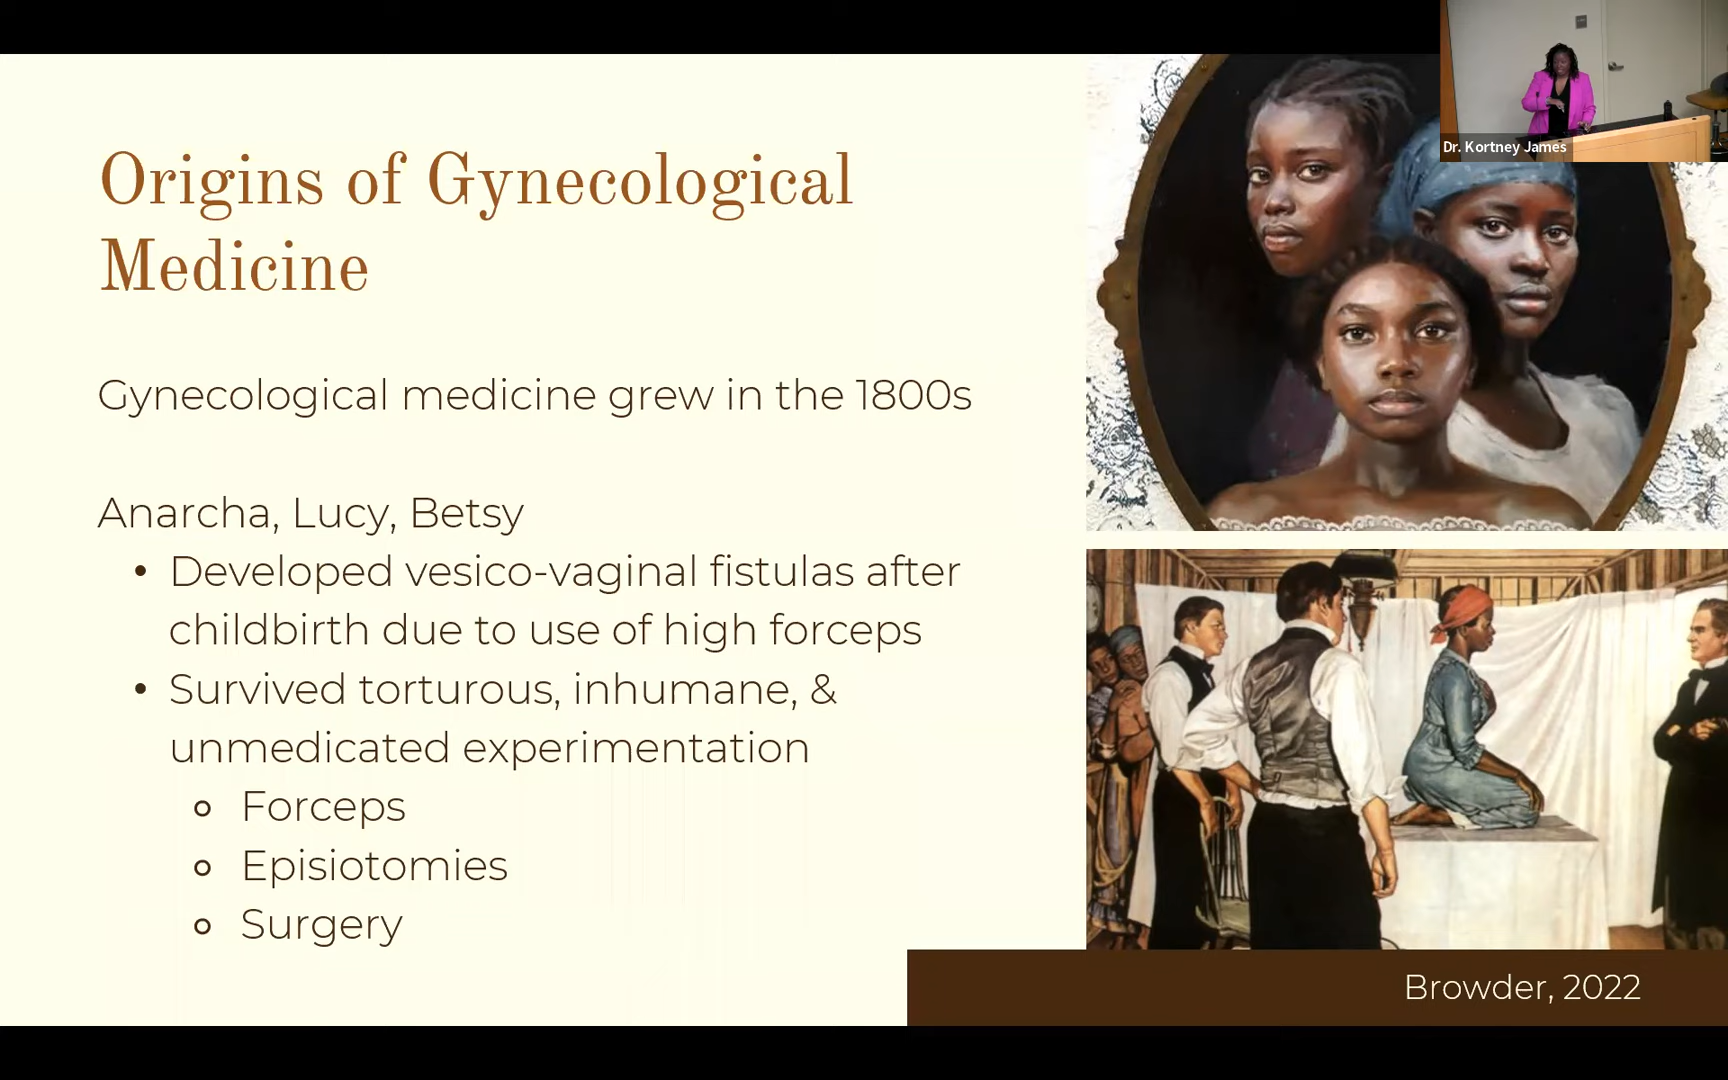 Origins of Gynecological
Medicine
Gynecological medicine grew in the 1800s
Anarcha, Lucy, Betsy
• Developed vesico-vaginal fistulas after
childbirth due to use of high forceps
• Survived torturous, inhumane, &
unmedicated experimentation
○ Forceps
○ Episiotomies
○ Surgery
Dr. Kortney James
Browder, 2022